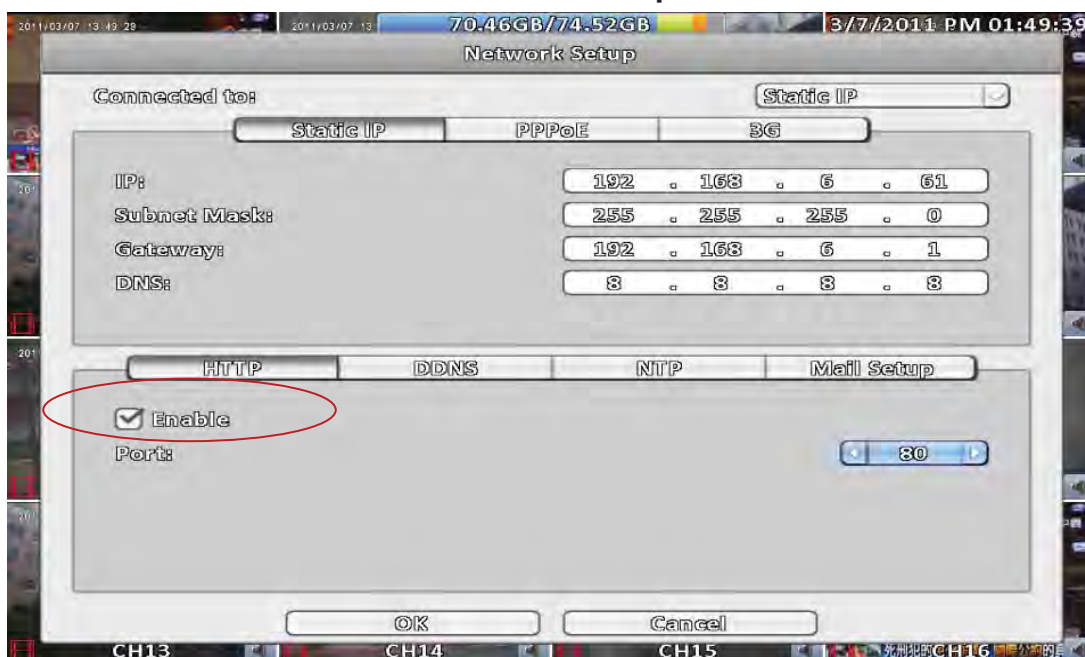 2011/03/07 13:49:29 2011/03/07 13 70.46GB/74.52GB 3/7/2011 PM 01:49:39
Network Setup
Connected to: Static IP
Static IP PPPoE 3G
IP: 192 . 168 . 6 . 61
Subnet Mask: 255 . 255 . 255 . 0
Gateway: 192 . 168 . 6 . 1
DNS: 8 . 8 . 8 . 8
201
HTTP DDNS NTP Mail Setup
Enable
Port: 80
OK Cancel
CH13 CH14 CH15 CH16